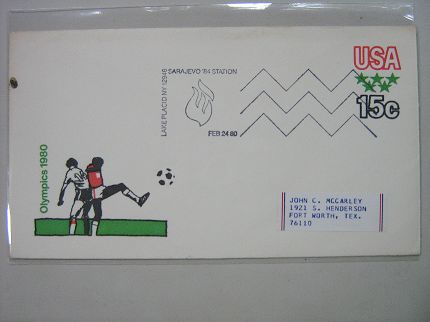 SARAJEVO '84 STATION
LAKE PLACID NY 12946
FEB 24 80
USA
15c
Olympics 1980
JOHN C. MCCARLEY
1921 S. HENDERSON
FORT WORTH, TEX.
76110